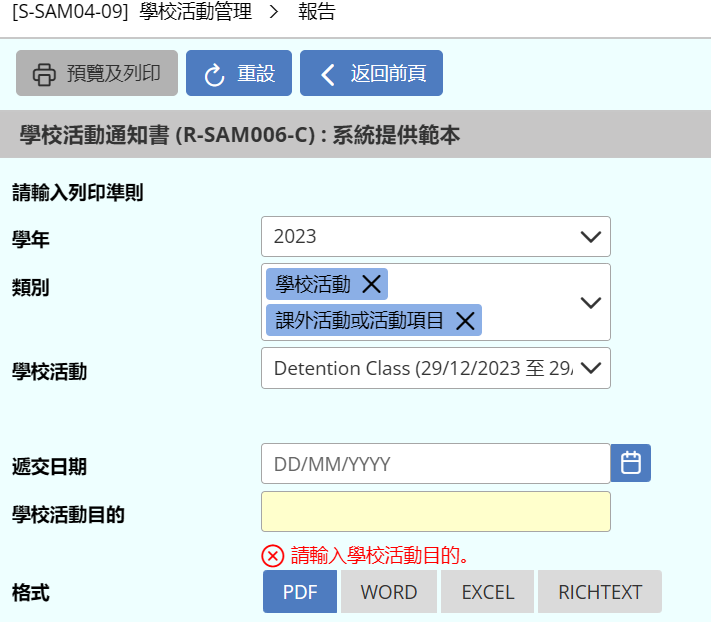 [S-SAM04-09] 學校活動管理 > 報告
預覽及列印 重設 返回前頁
學校活動通知書 (R-SAM006-C) : 系統提供範本
請輸入列印準則
學年 2023
類別 學校活動
課外活動或活動項目
學校活動 Detention Class (29/12/2023 至 29/
遞交日期 DD/MM/YYYY
學校活動目的
請輸入學校活動目的。
格式 PDF WORD EXCEL RICHTEXT